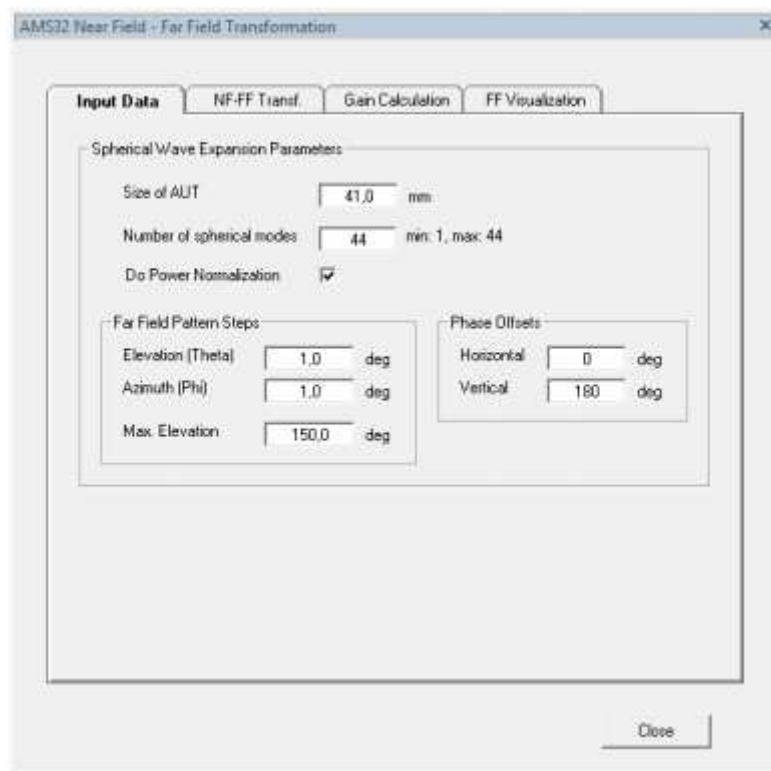 AMS32 Near Field - Far Field Transformation
Input Data NF-FF Transf. Gain Calculation FF Visualization
Spherical Wave Expansion Parameters
Size of AUT 41,0 mm
Number of spherical modes 44 min: 1, max: 44
Do Power Normalization
Far Field Pattern Steps
Elevation (Theta) 1,0 deg
Azimuth (Phi) 1,0 deg
Max. Elevation 150,0 deg
Phase Offsets
Horizontal 0 deg
Vertical 180 deg
Close